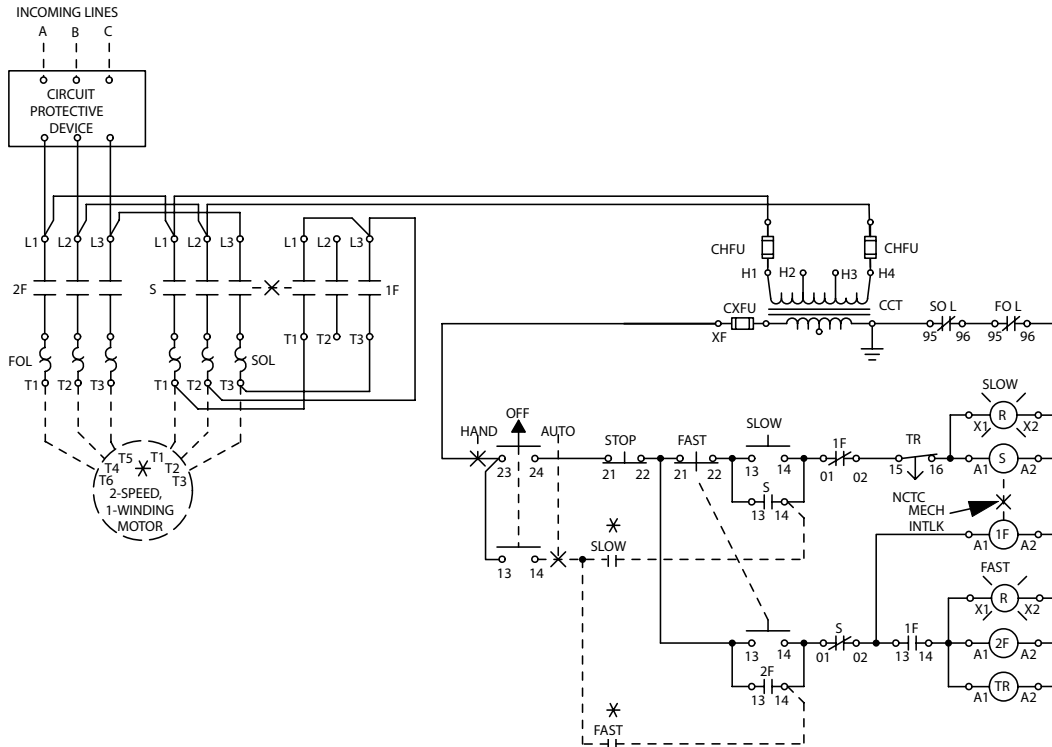 INCOMING LINES
A B C
CIRCUIT
PROTECTIVE
DEVICE
L1 L2 L3 L1 L2 L3 L1 L2 L3
CHFU CHFU
2F S 1F
H1 H2 H3 H4
CCT
CXFU
XF
SO L FO L
95 96 95 96
T1 T2 T3
FOL SOL
T1 T2 T3 T1 T2 T3
T6 T4 T5 T1 T2 T3
2-SPEED,
1-WINDING
MOTOR
HAND OFF AUTO
STOP FAST SLOW
1F TR
SLOW
R
X1 X2
23 24 21 22 21 22 13 14 01 02 15 16
S
A1 A2
S
13 14
NCTC
MECH
INTLK
1F
A1 A2
SLOW
13 14
FAST
R
X1 X2
S 1F
13 14 01 02 13 14
2F
A1 A2
2F
13 14
TR
A1 A2
FAST